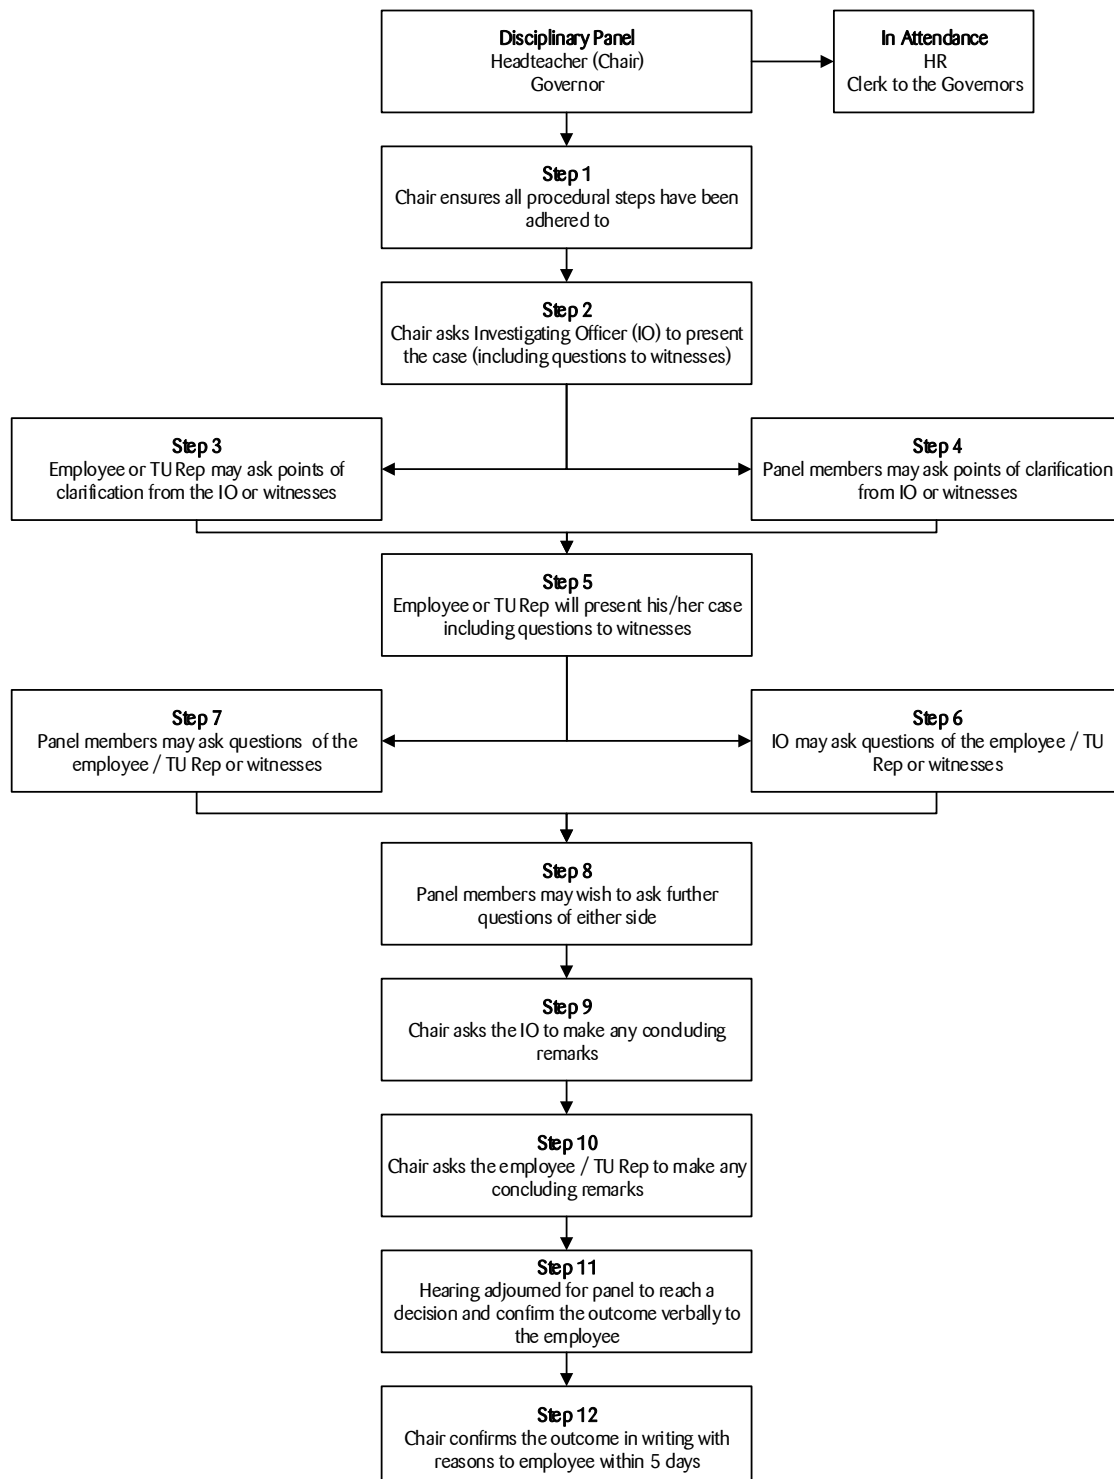 Disciplinary Panel
Headteacher (Chair)
Governor
In Attendance
HR
Clerk to the Governors
Step 1
Chair ensures all procedural steps have been
adhered to
Step 2
Chair asks Investigating Officer (IO) to present
the case (including questions to witnesses)
Step 3
Employee or TU Rep may ask points of
clarification from the IO or witnesses
Step 4
Panel members may ask points of clarification
from IO or witnesses
Step 5
Employee or TU Rep will present his/her case
including questions to witnesses
Step 7
Panel members may ask questions of the
employee / TU Rep or witnesses
Step 6
IO may ask questions of the employee / TU
Rep or witnesses
Step 8
Panel members may wish to ask further
questions of either side
Step 9
Chair asks the IO to make any concluding
remarks
Step 10
Chair asks the employee / TU Rep to make any
concluding remarks
Step 11
Hearing adjourned for panel to reach a
decision and confirm the outcome verbally to
the employee
Step 12
Chair confirms the outcome in writing with
reasons to employee within 5 days